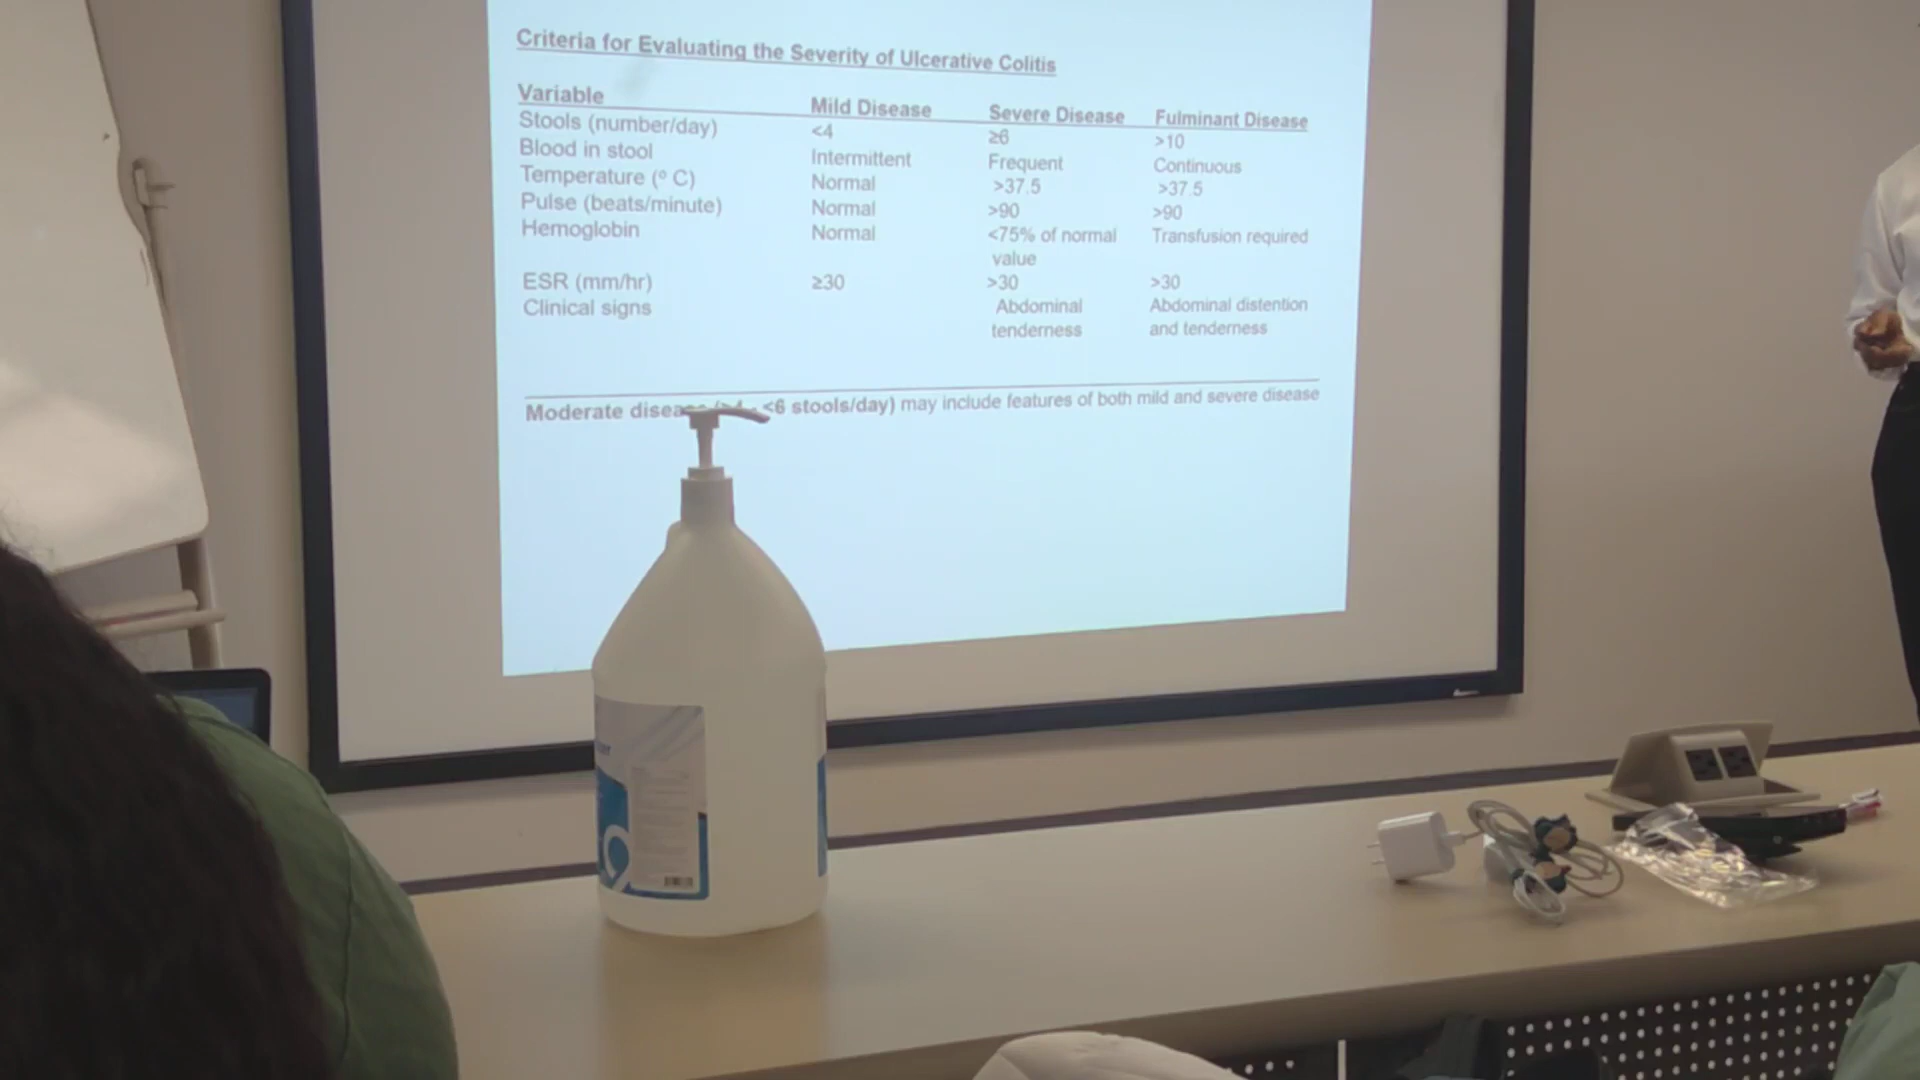 Criteria for Evaluating the Severity of Ulcerative Colitis
Variable Mild Disease Severe Disease Fulminant Disease
Stools (number/day) <4 ≥6 >10
Blood in stool Intermittent Frequent Continuous
Temperature (º C) Normal >37.5 >37.5
Pulse (beats/minute) Normal >90 >90
Hemoglobin Normal <75% of normal Transfusion required
value
ESR (mm/hr) ≥30 >30 >30
Clinical signs Abdominal Abdominal distention
tenderness and tenderness
Moderate <6 stools/day) may include features of both mild and severe disease